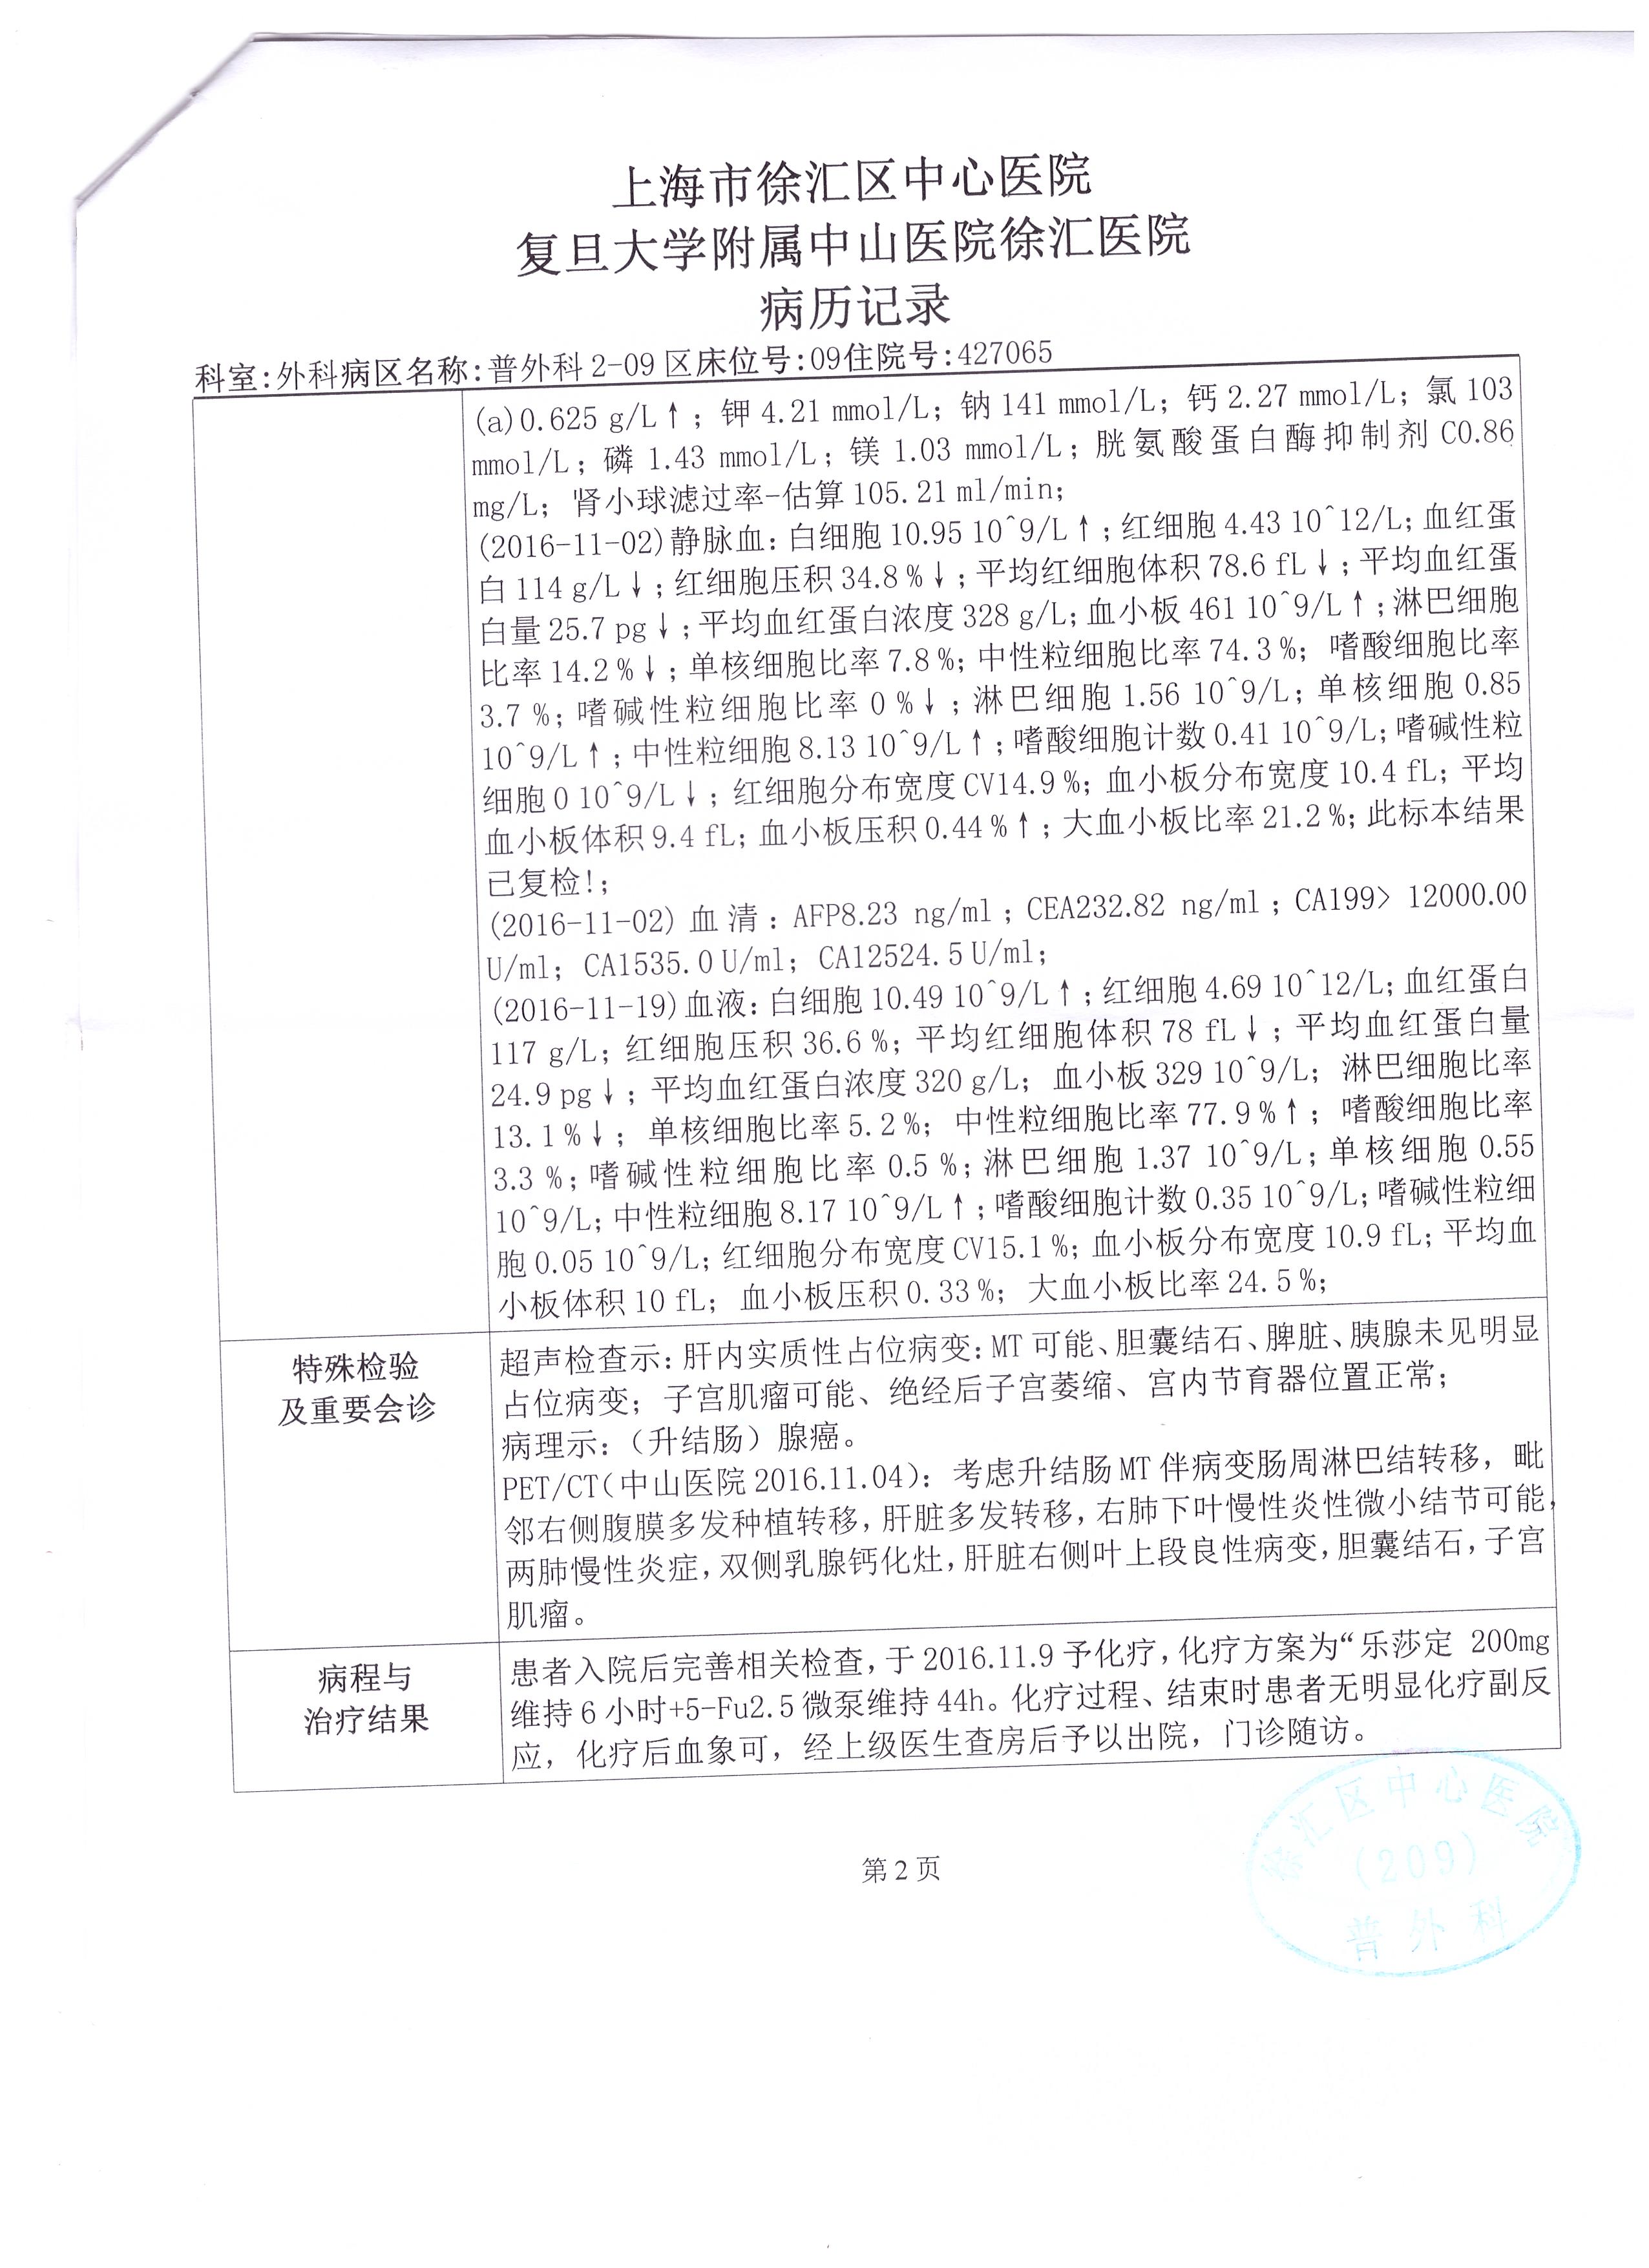 上海市徐汇区中心医院
复旦大学附属中山医院徐汇医院
病历记录
科室:外科病区名称:普外科2-09区床位号:09住院号:427065
(a)0.625 g/L↑; 钾 4.21 mmol/L; 钠 141 mmol/L; 钙 2.27 mmol/L; 氯 103
mmol/L; 磷 1.43 mmol/L; 镁 1.03 mmol/L; 胱氨酸蛋白酶抑制剂 C0.86
mg/L; 肾小球滤过率-估算 105.21 ml/min;
(2016-11-02)静脉血: 白细胞 10.95 10^9/L↑; 红细胞 4.43 10^12/L; 血红蛋
白 114 g/L↓; 红细胞压积 34.8 %↓; 平均红细胞体积 78.6 fL↓; 平均血红蛋
白量 25.7 pg↓; 平均血红蛋白浓度 328 g/L; 血小板 461 10^9/L↑; 淋巴细胞
比率 14.2 %↓; 单核细胞比率 7.8 %; 中性粒细胞比率 74.3 %; 嗜酸细胞比率
3.7 %; 嗜碱性粒细胞比率 0 %↓; 淋巴细胞 1.56 10^9/L; 单核细胞 0.85
10^9/L↑; 中性粒细胞 8.13 10^9/L↑; 嗜酸细胞计数 0.41 10^9/L; 嗜碱性粒
细胞 0 10^9/L↓; 红细胞分布宽度 CV14.9 %; 血小板分布宽度 10.4 fL; 平均
血小板体积 9.4 fL; 血小板压积 0.44 %↑; 大血小板比率 21.2 %; 此标本结果
已复检!;
(2016-11-02) 血清: AFP8.23 ng/ml; CEA232.82 ng/ml; CA199> 12000.00
U/ml; CA1535.0 U/ml; CA12524.5 U/ml;
(2016-11-19)血液: 白细胞 10.49 10^9/L↑; 红细胞 4.69 10^12/L; 血红蛋白
117 g/L; 红细胞压积 36.6 %; 平均红细胞体积 78 fL↓; 平均血红蛋白量
24.9 pg↓; 平均血红蛋白浓度 320 g/L; 血小板 329 10^9/L; 淋巴细胞比率
13.1 %↓; 单核细胞比率 5.2 %; 中性粒细胞比率 77.9 %↑; 嗜酸细胞比率
3.3 %; 嗜碱性粒细胞比率 0.5 %; 淋巴细胞 1.37 10^9/L; 单核细胞 0.55
10^9/L; 中性粒细胞 8.17 10^9/L↑; 嗜酸细胞计数 0.35 10^9/L; 嗜碱性粒细
胞 0.05 10^9/L; 红细胞分布宽度 CV15.1 %; 血小板分布宽度 10.9 fL; 平均血
小板体积 10 fL; 血小板压积 0.33 %; 大血小板比率 24.5 %;
特殊检验
及重要会诊
超声检查示: 肝内实质性占位病变: MT 可能、胆囊结石、脾脏、胰腺未见明显
占位病变; 子宫肌瘤可能、绝经后子宫萎缩、宫内节育器位置正常;
病理示:（升结肠）腺癌。
PET/CT(中山医院 2016.11.04): 考虑升结肠 MT 伴病变肠周淋巴结转移, 毗
邻右侧腹膜多发种植转移, 肝脏多发转移, 右肺下叶慢性炎性微小结节可能,
两肺慢性炎症, 双侧乳腺钙化灶, 肝脏右侧叶上段良性病变, 胆囊结石, 子宫
肌瘤。
病程与
治疗结果
患者入院后完善相关检查, 于 2016.11.9 予化疗, 化疗方案为“乐莎定 200mg
维持 6 小时+5-Fu2.5 微泵维持 44h。化疗过程、结束时患者无明显化疗副反
应, 化疗后血象可, 经上级医生查房后予以出院, 门诊随访。
徐汇区中心医院
(209)
普外科
第 2 页